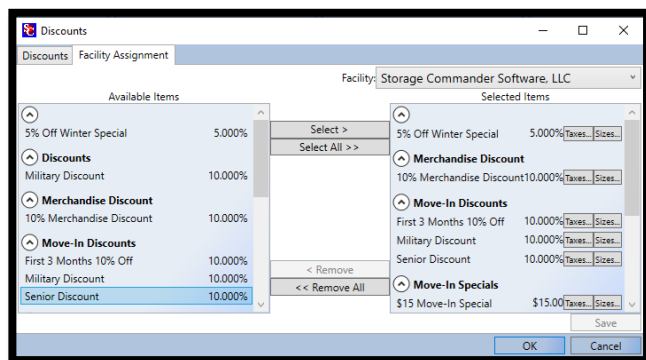 Discounts
Discounts Facility Assignment
Facility: Storage Commander Software, LLC
Available Items
5% Off Winter Special 5.000%
Discounts
Military Discount 10.000%
Merchandise Discount
10% Merchandise Discount 10.000%
Move-In Discounts
First 3 Months 10% Off 10.000%
Military Discount 10.000%
Senior Discount 10.000%
Select >
Select All >>
< Remove
<< Remove All
Selected Items
5% Off Winter Special 5.000% Taxes... Sizes...
Merchandise Discount
10% Merchandise Discount 10.000% Taxes... Sizes...
Move-In Discounts
First 3 Months 10% Off 10.000% Taxes... Sizes...
Military Discount 10.000% Taxes... Sizes...
Senior Discount 10.000% Taxes... Sizes...
Move-In Specials
$15 Move-In Special $15.00 Taxes... Sizes...
Save
OK Cancel